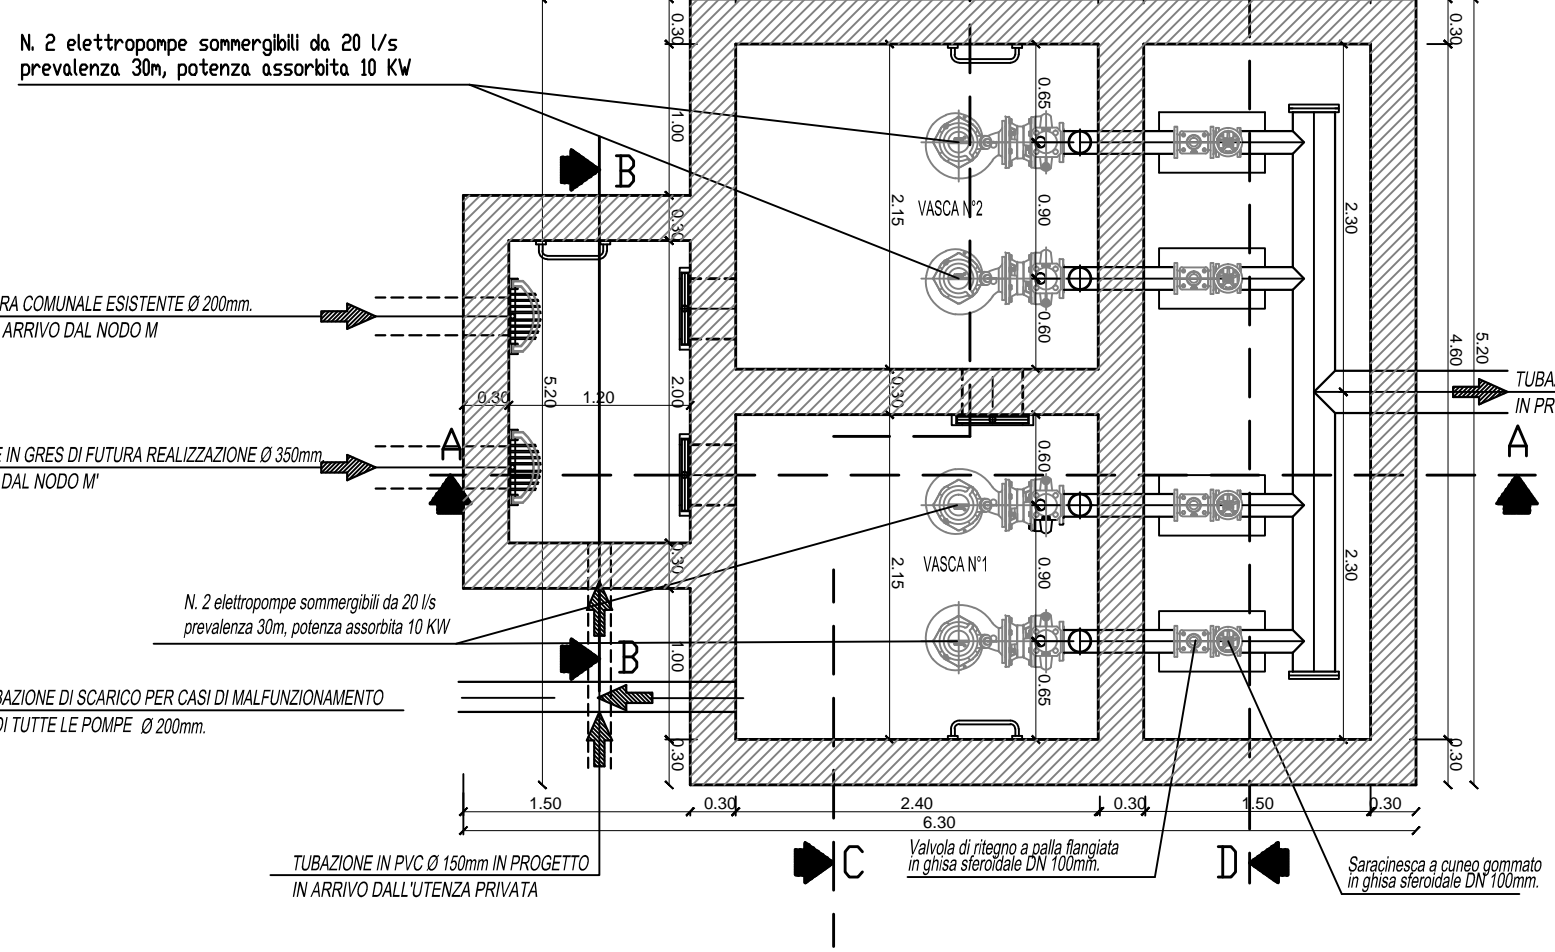 N. 2 elettropompe sommergibili da 20 l/s
prevalenza 30m, potenza assorbita 10 KW
0.30
0.30
1.00
0.65
B
0.30
2.15
VASCA N°2
0.90
2.30
COMUNALE ESISTENTE Ø 200mm.
ARRIVO DAL NODO M
0.60
4.60
5.20
0.30
5.20
1.20
2.00
0.30
TUBA
IN PR
A
A
IN GRES DI FUTURA REALIZZAZIONE Ø 350mm.
DAL NODO M'
0.60
0.30
2.15
VASCA N°1
0.90
2.30
N. 2 elettropompe sommergibili da 20 l/s
prevalenza 30m, potenza assorbita 10 KW
B
1.00
0.65
BAZIONE DI SCARICO PER CASI DI MALFUNZIONAMENTO
DI TUTTE LE POMPE Ø 200mm.
0.30
0.30
1.50
0.30
2.40
0.30
1.50
0.30
6.30
TUBAZIONE IN PVC Ø 150mm IN PROGETTO
IN ARRIVO DALL'UTENZA PRIVATA
C
Valvola di ritegno a palla flangiata
in ghisa sferoidale DN 100mm.
D
Saracinesca a cuneo gommato
in ghisa sferoidale DN 100mm.